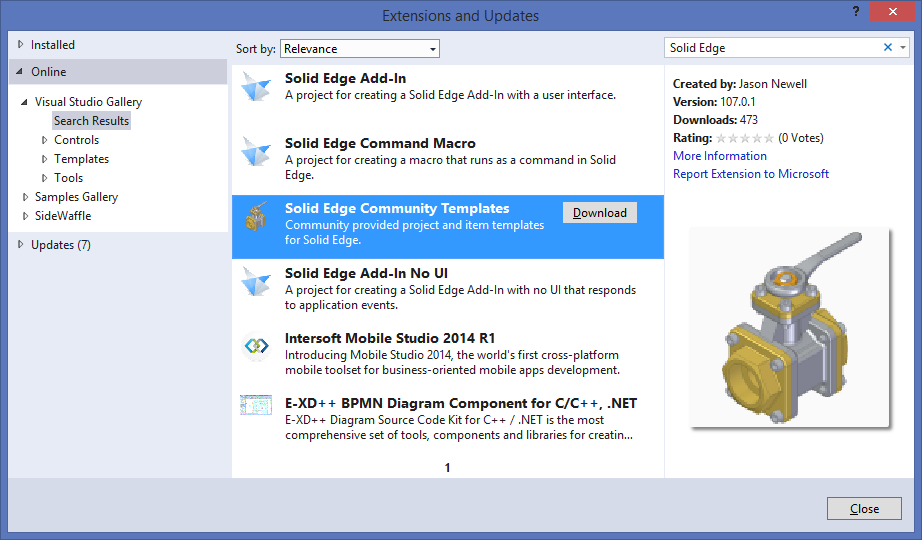 Extensions and Updates
?
Installed
Online
Visual Studio Gallery
Search Results
Controls
Templates
Tools
Samples Gallery
SideWaffle
Updates (7)
Sort by: Relevance
Solid Edge Add-In
A project for creating a Solid Edge Add-In with a user interface.
Solid Edge Command Macro
A project for creating a macro that runs as a command in Solid
Edge.
Solid Edge Community Templates
Download
Community provided project and item templates
for Solid Edge.
Solid Edge Add-In No UI
A project for creating a Solid Edge Add-In with no UI that responds
to application events.
Intersoft Mobile Studio 2014 R1
Introducing Mobile Studio 2014, the world's first cross-platform
mobile toolset for business-oriented mobile apps development.
E-XD++ BPMN Diagram Component for C/C++, .NET
E-XD++ Diagram Source Code Kit for C++ / .NET is the most
comprehensive set of tools, components and libraries for creatin...
1
Solid Edge
Created by: Jason Newell
Version: 107.0.1
Downloads: 473
Rating: (0 Votes)
More Information
Report Extension to Microsoft
Close